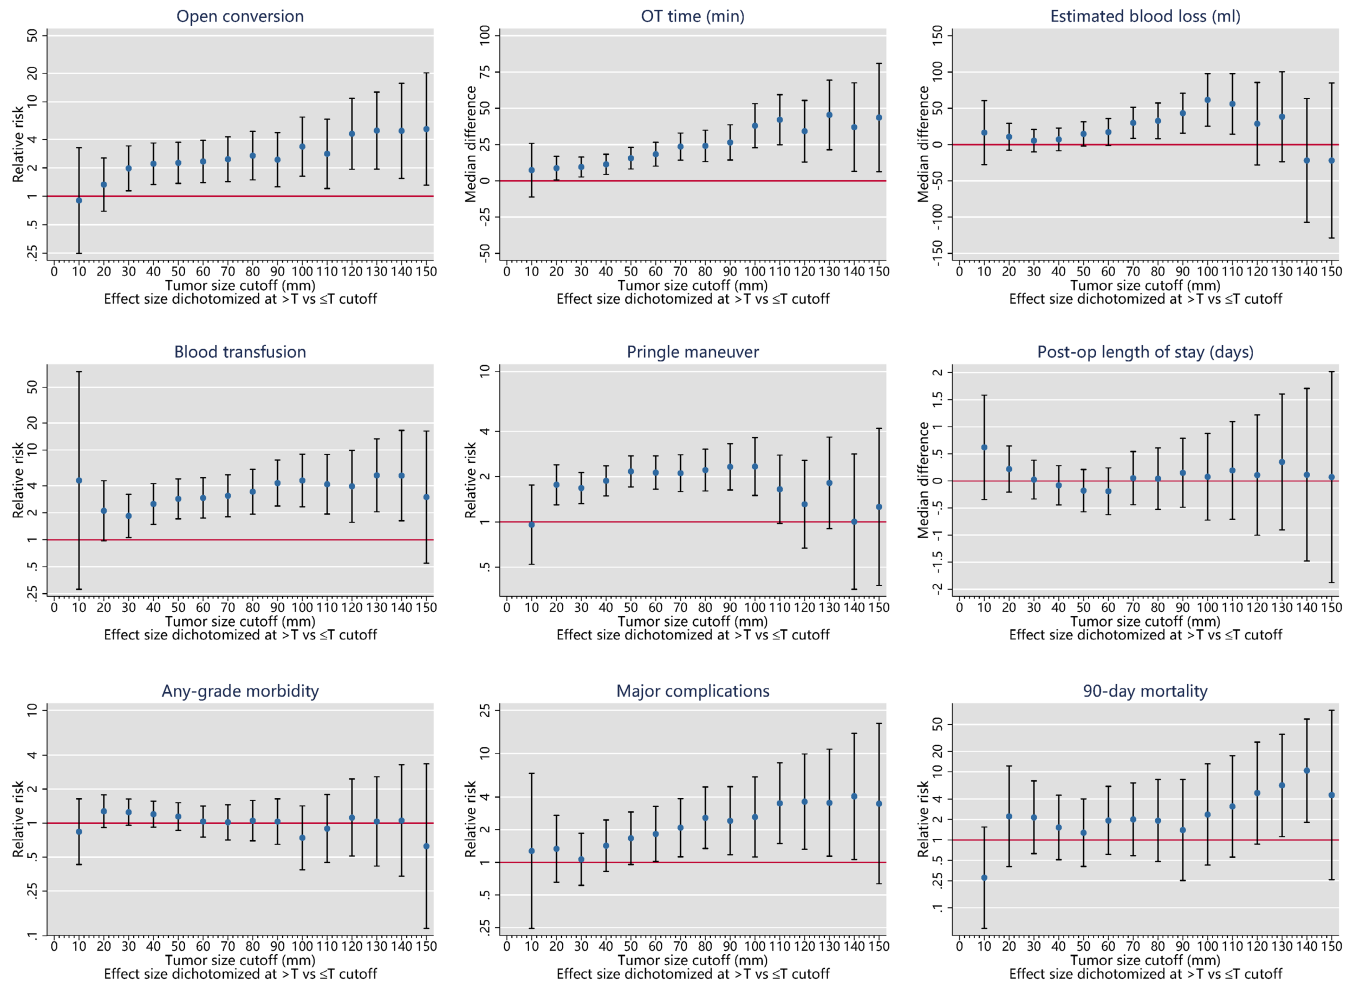 Open conversion
Relative risk
50
20
10
4
2
1
.5
.25
0 10 20 30 40 50 60 70 80 90 100 110 120 130 140 150
Tumor size cutoff (mm)
Effect size dichotomized at >T vs ≤T cutoff
OT time (min)
Median difference
100
75
50
25
0
-25
-50
0 10 20 30 40 50 60 70 80 90 100 110 120 130 140 150
Tumor size cutoff (mm)
Effect size dichotomized at >T vs ≤T cutoff
Estimated blood loss (ml)
Median difference
150
100
50
0
-50
-100
-150
0 10 20 30 40 50 60 70 80 90 100 110 120 130 140 150
Tumor size cutoff (mm)
Effect size dichotomized at >T vs ≤T cutoff
Blood transfusion
Relative risk
50
20
10
4
2
1
.5
.25
0 10 20 30 40 50 60 70 80 90 100 110 120 130 140 150
Tumor size cutoff (mm)
Effect size dichotomized at >T vs ≤T cutoff
Pringle maneuver
Relative risk
10
4
2
1
.5
0 10 20 30 40 50 60 70 80 90 100 110 120 130 140 150
Tumor size cutoff (mm)
Effect size dichotomized at >T vs ≤T cutoff
Post-op length of stay (days)
Median difference
2
1.5
1
.5
0
-.5
-1
-1.5
-2
0 10 20 30 40 50 60 70 80 90 100 110 120 130 140 150
Tumor size cutoff (mm)
Effect size dichotomized at >T vs ≤T cutoff
Any-grade morbidity
Relative risk
10
4
2
1
.5
.25
.1
0 10 20 30 40 50 60 70 80 90 100 110 120 130 140 150
Tumor size cutoff (mm)
Effect size dichotomized at >T vs ≤T cutoff
Major complications
Relative risk
25
10
4
2
1
.5
.25
0 10 20 30 40 50 60 70 80 90 100 110 120 130 140 150
Tumor size cutoff (mm)
Effect size dichotomized at >T vs ≤T cutoff
90-day mortality
Relative risk
50
20
10
4
2
1
.5
.25
.1
0 10 20 30 40 50 60 70 80 90 100 110 120 130 140 150
Tumor size cutoff (mm)
Effect size dichotomized at >T vs ≤T cutoff